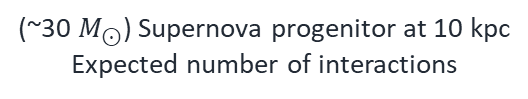 (~30 M☉) Supernova progenitor at 10 kpc
Expected number of interactions